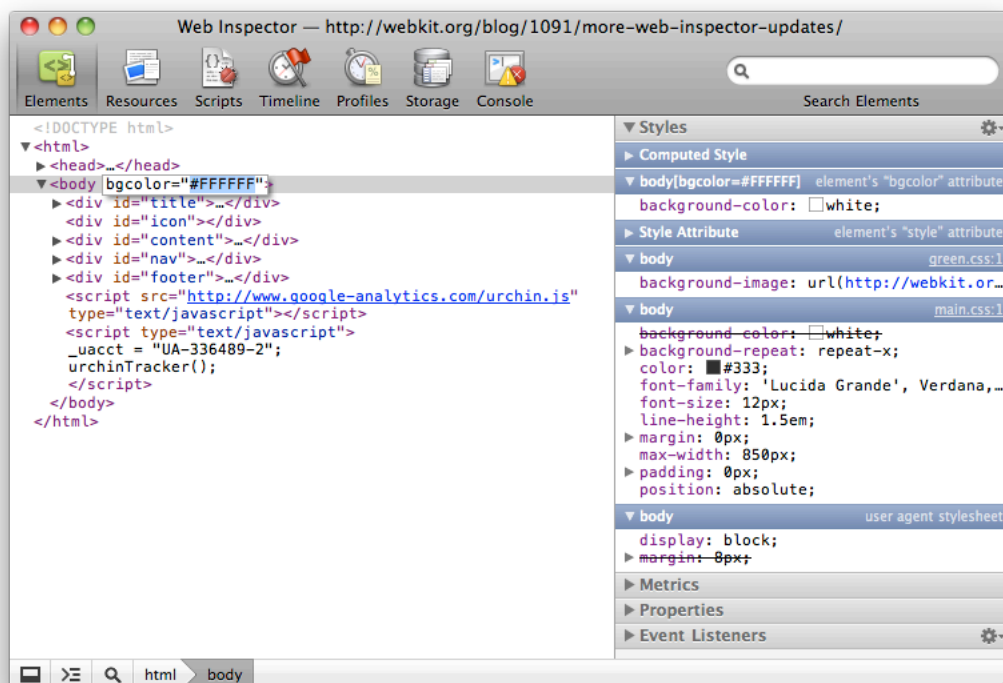 Web Inspector — http://webkit.org/blog/1091/more-web-inspector-updates/
Elements Resources Scripts Timeline Profiles Storage Console Search Elements
<!DOCTYPE html>
<html>
<head>…</head>
<body bgcolor="#FFFFFF">
<div id="title">…</div>
<div id="icon"></div>
<div id="content">…</div>
<div id="nav">…</div>
<div id="footer">…</div>
<script src="http://www.google-analytics.com/urchin.js"
type="text/javascript"></script>
<script type="text/javascript">
_uacct = "UA-336489-2";
urchinTracker();
</script>
</body>
</html>
Styles
Computed Style
body[bgcolor=#FFFFFF] element's "bgcolor" attribute
background-color: white;
Style Attribute element's "style" attribute
body green.css:1
background-image: url(http://webkit.or…
body main.css:1
background-color: white;
background-repeat: repeat-x;
color: #333;
font-family: 'Lucida Grande', Verdana,…
font-size: 12px;
line-height: 1.5em;
margin: 0px;
max-width: 850px;
padding: 0px;
position: absolute;
body user agent stylesheet
display: block;
margin: 8px;
Metrics
Properties
Event Listeners
html body